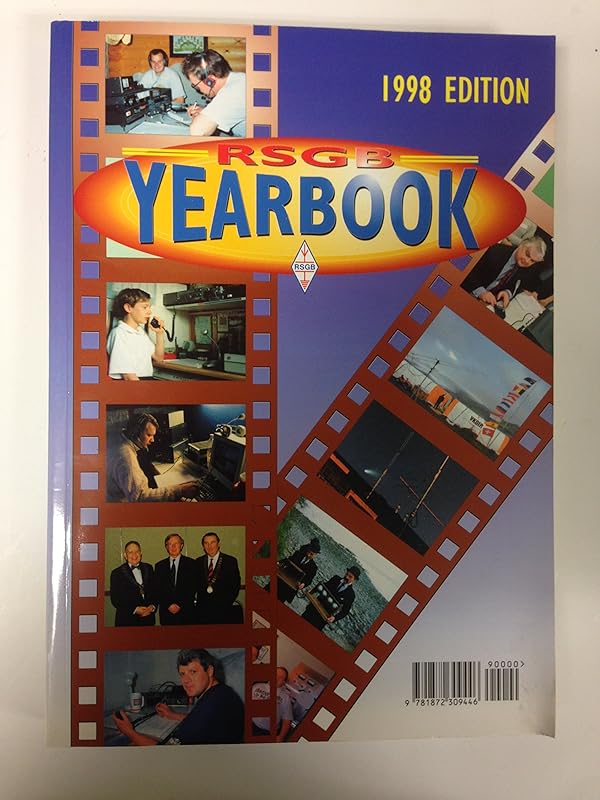 1998 EDITION
RSGB
YEARBOOK
RSGB
90000>
9 781872 309446